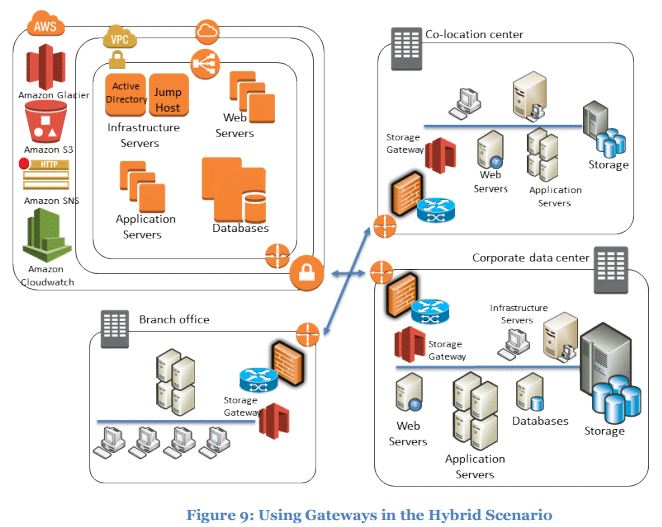 AWS
VPC
Amazon Glacier
Amazon S3
HTTP
Amazon SNS
Amazon
Cloudwatch
Active
Directory
Jump
Host
Infrastructure
Servers
Web
Servers
Application
Servers
Databases
Co-location center
Storage
Gateway
Web
Servers
Application
Servers
Storage
Branch office
Storage
Gateway
Corporate data center
Infrastructure
Servers
Storage
Gateway
Web
Servers
Application
Servers
Databases
Storage
Figure 9: Using Gateways in the Hybrid Scenario